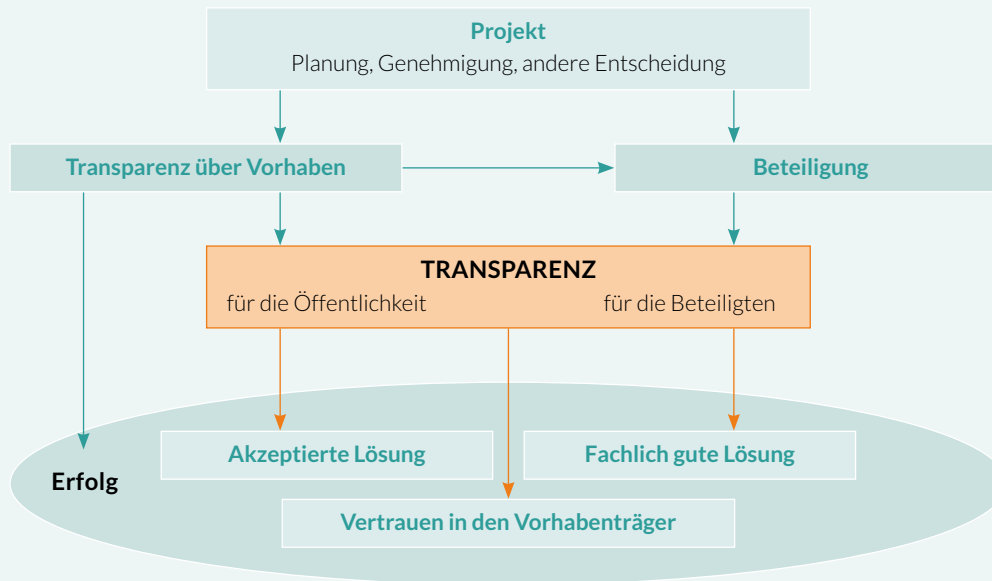 Projekt
Planung, Genehmigung, andere Entscheidung
Transparenz über Vorhaben
Beteiligung
TRANSPARENZ
für die Öffentlichkeit
für die Beteiligten
Akzeptierte Lösung
Fachlich gute Lösung
Erfolg
Vertrauen in den Vorhabenträger